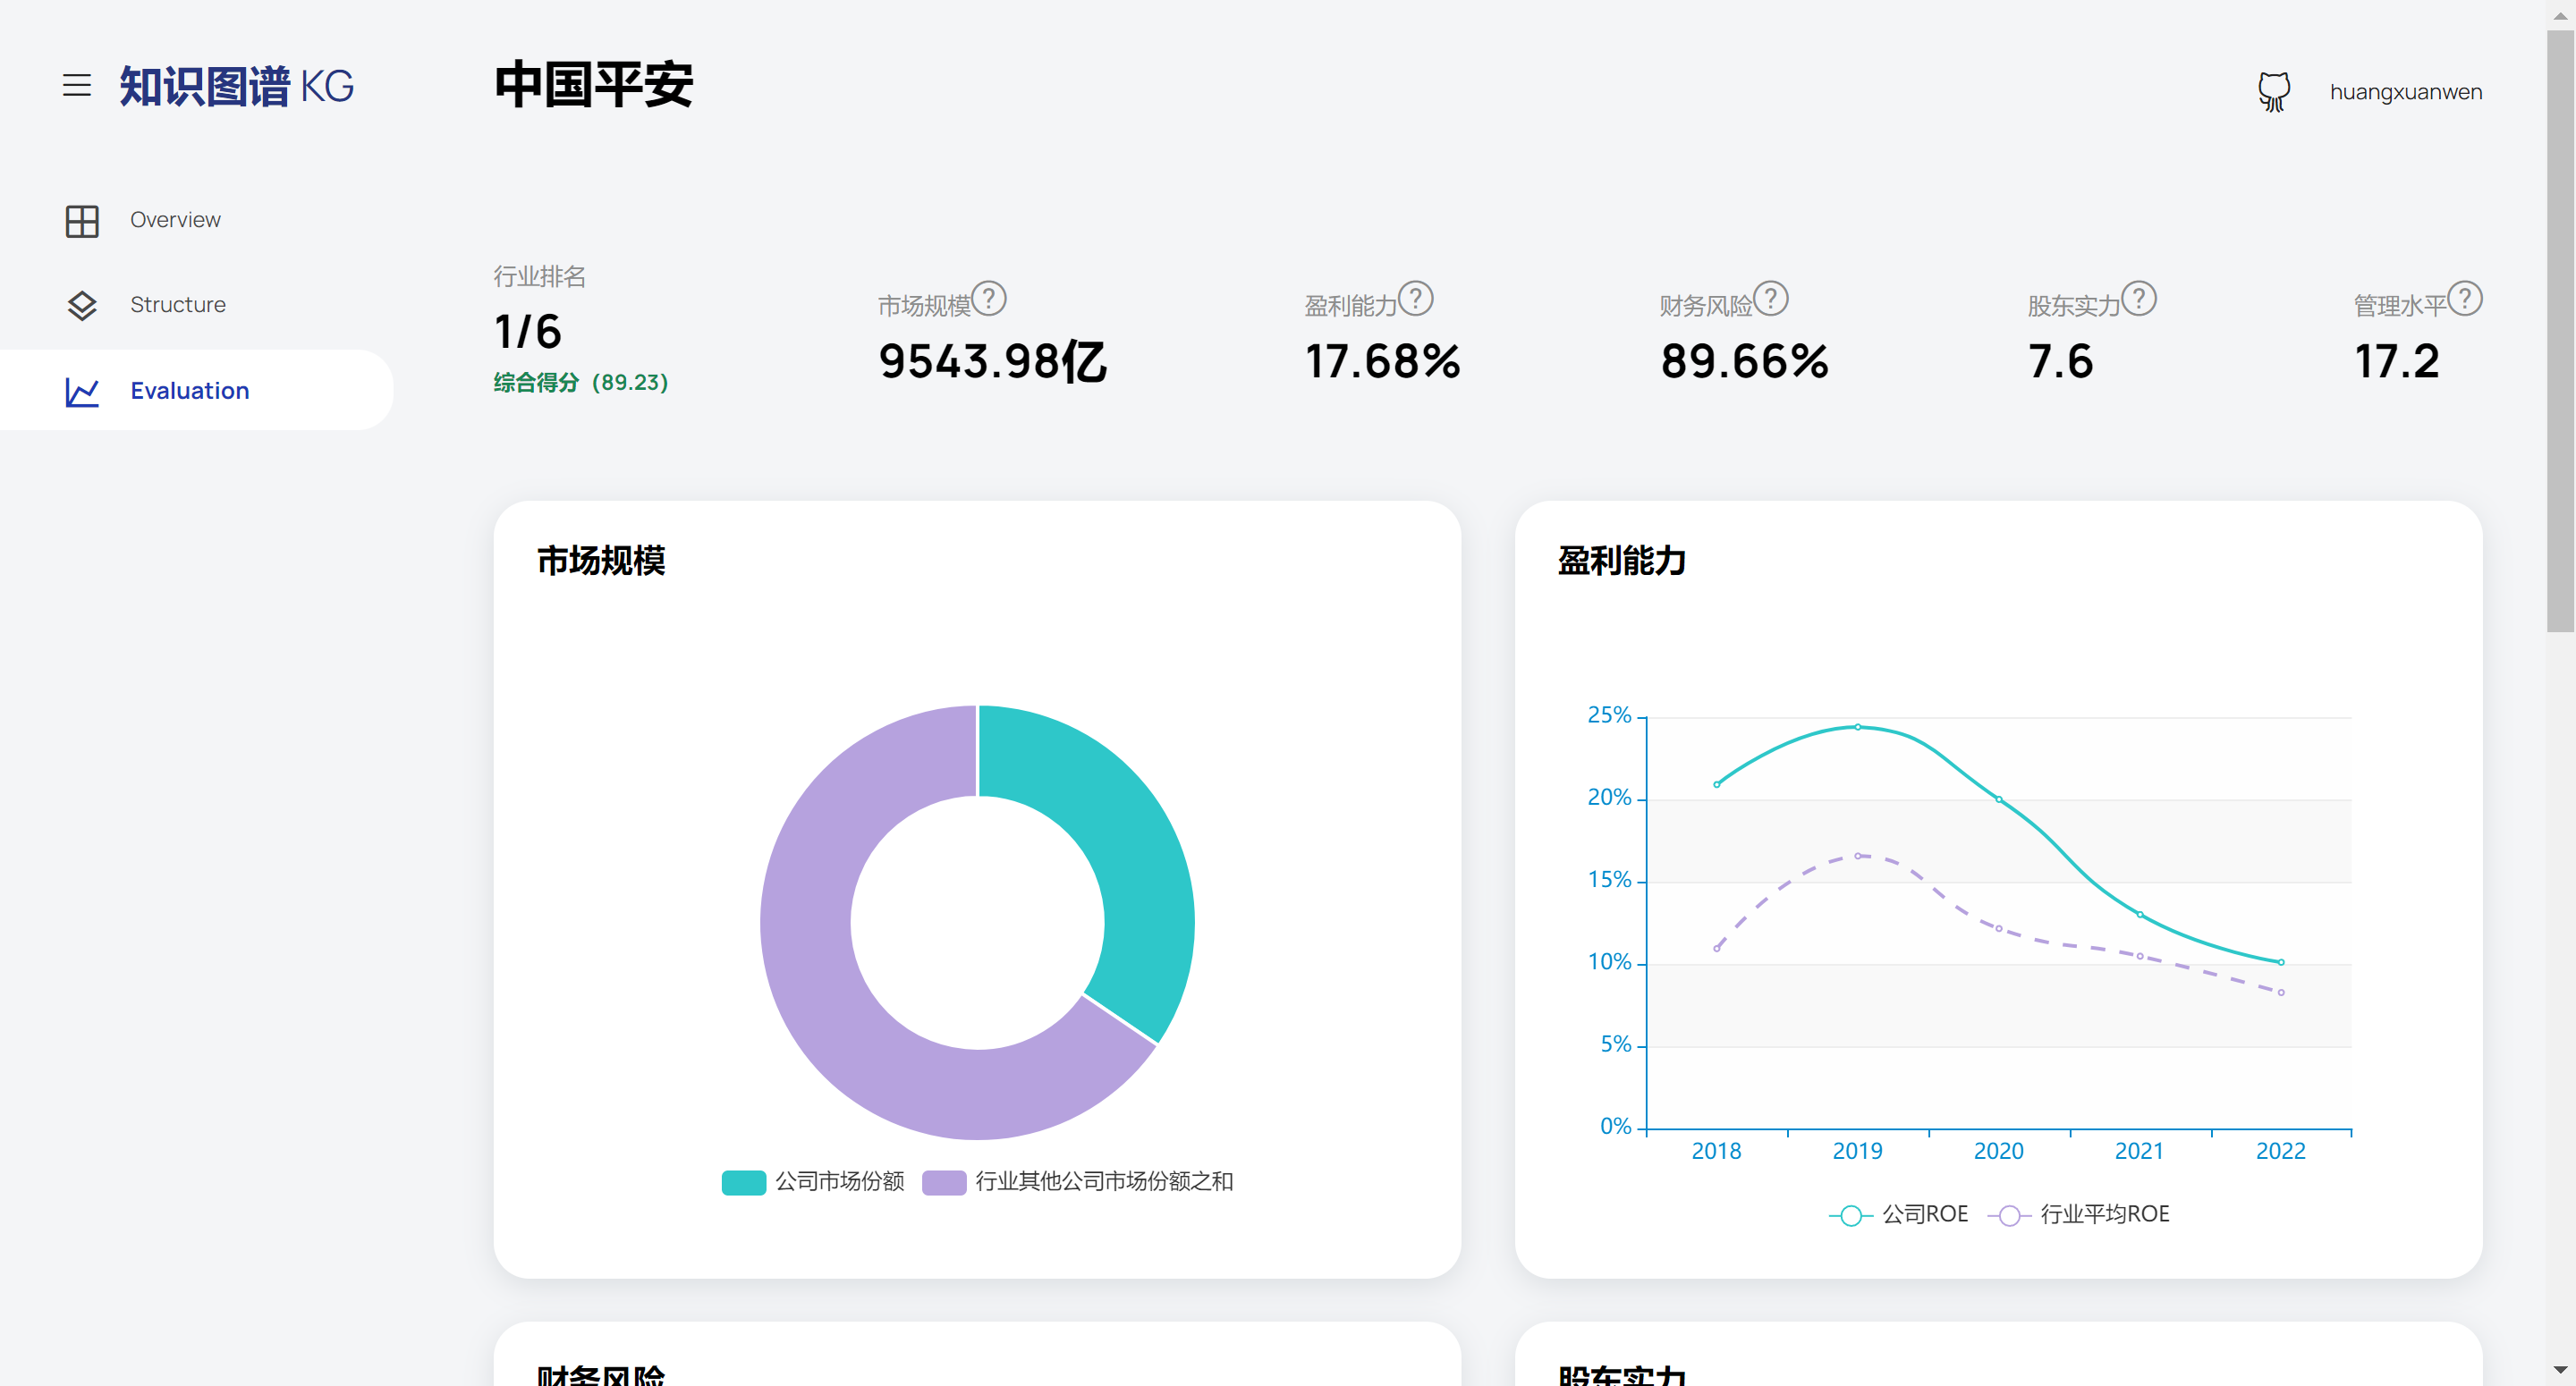 知识图谱 KG
中国平安
huangxuanwen
Overview
Structure
Evaluation
行业排名
1/6
综合得分（89.23）
市场规模?
9543.98亿
盈利能力?
17.68%
财务风险?
89.66%
股东实力?
7.6
管理水平?
17.2
市场规模
公司市场份额 行业其他公司市场份额之和
盈利能力
25%
20%
15%
10%
5%
0%
2018 2019 2020 2021 2022
公司ROE 行业平均ROE
财务风险
股东实力